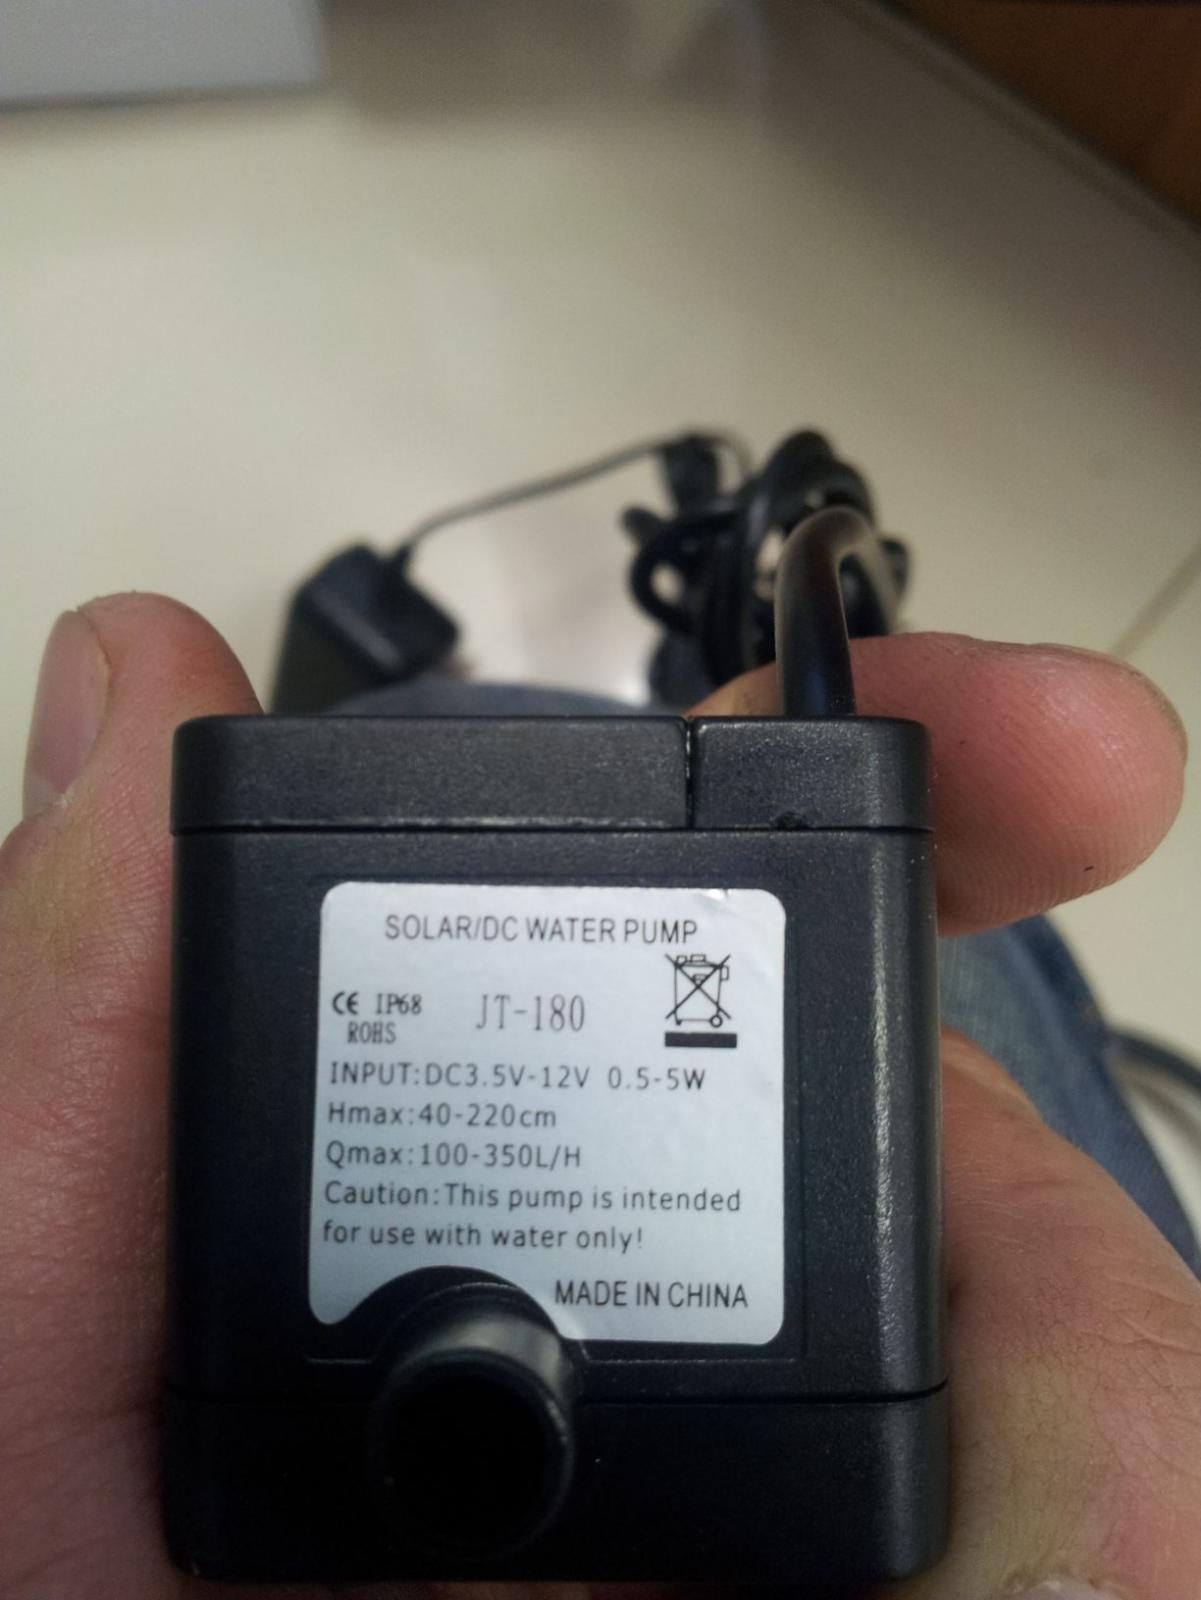 SOLAR/DC WATER PUMP
CE IP68 JT-180
ROHS
INPUT:DC3.5V-12V 0.5-5W
Hmax:40-220cm
Qmax:100-350L/H
Caution:This pump is intended
for use with water only!
MADE IN CHINA